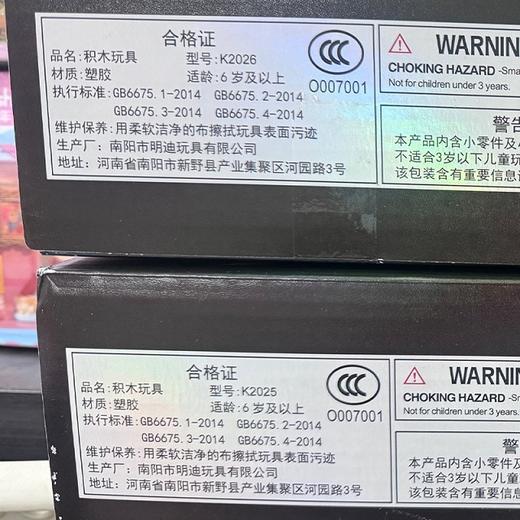 合格证
品名：积木玩具 型号：K2026
材质：塑胶 适龄：6岁及以上
执行标准：GB6675.1-2014 GB6675.2-2014
GB6675.3-2014 GB6675.4-2014
维护保养：用柔软洁净的布擦拭玩具表面污迹
生产厂：南阳市明迪玩具有限公司
地址：河南省南阳市新野县产业集聚区河园路3号
CCC
O007001
WARNIN
CHOKING HAZARD -Sma
Not for children under 3 years.
警告
本产品内含小零件及小
不适合3岁以下儿童玩
该包装含有重要信息请
合格证
品名：积木玩具 型号：K2025
材质：塑胶 适龄：6岁及以上
执行标准：GB6675.1-2014 GB6675.2-2014
GB6675.3-2014 GB6675.4-2014
维护保养：用柔软洁净的布擦拭玩具表面污迹
生产厂：南阳市明迪玩具有限公司
地址：河南省南阳市新野县产业集聚区河园路3号
CCC
O007001
WARNIN
CHOKING HAZARD -Sm
Not for children under 3 years.
警
本产品内含小零件及
不适合3岁以下儿童
该包装含有重要信息